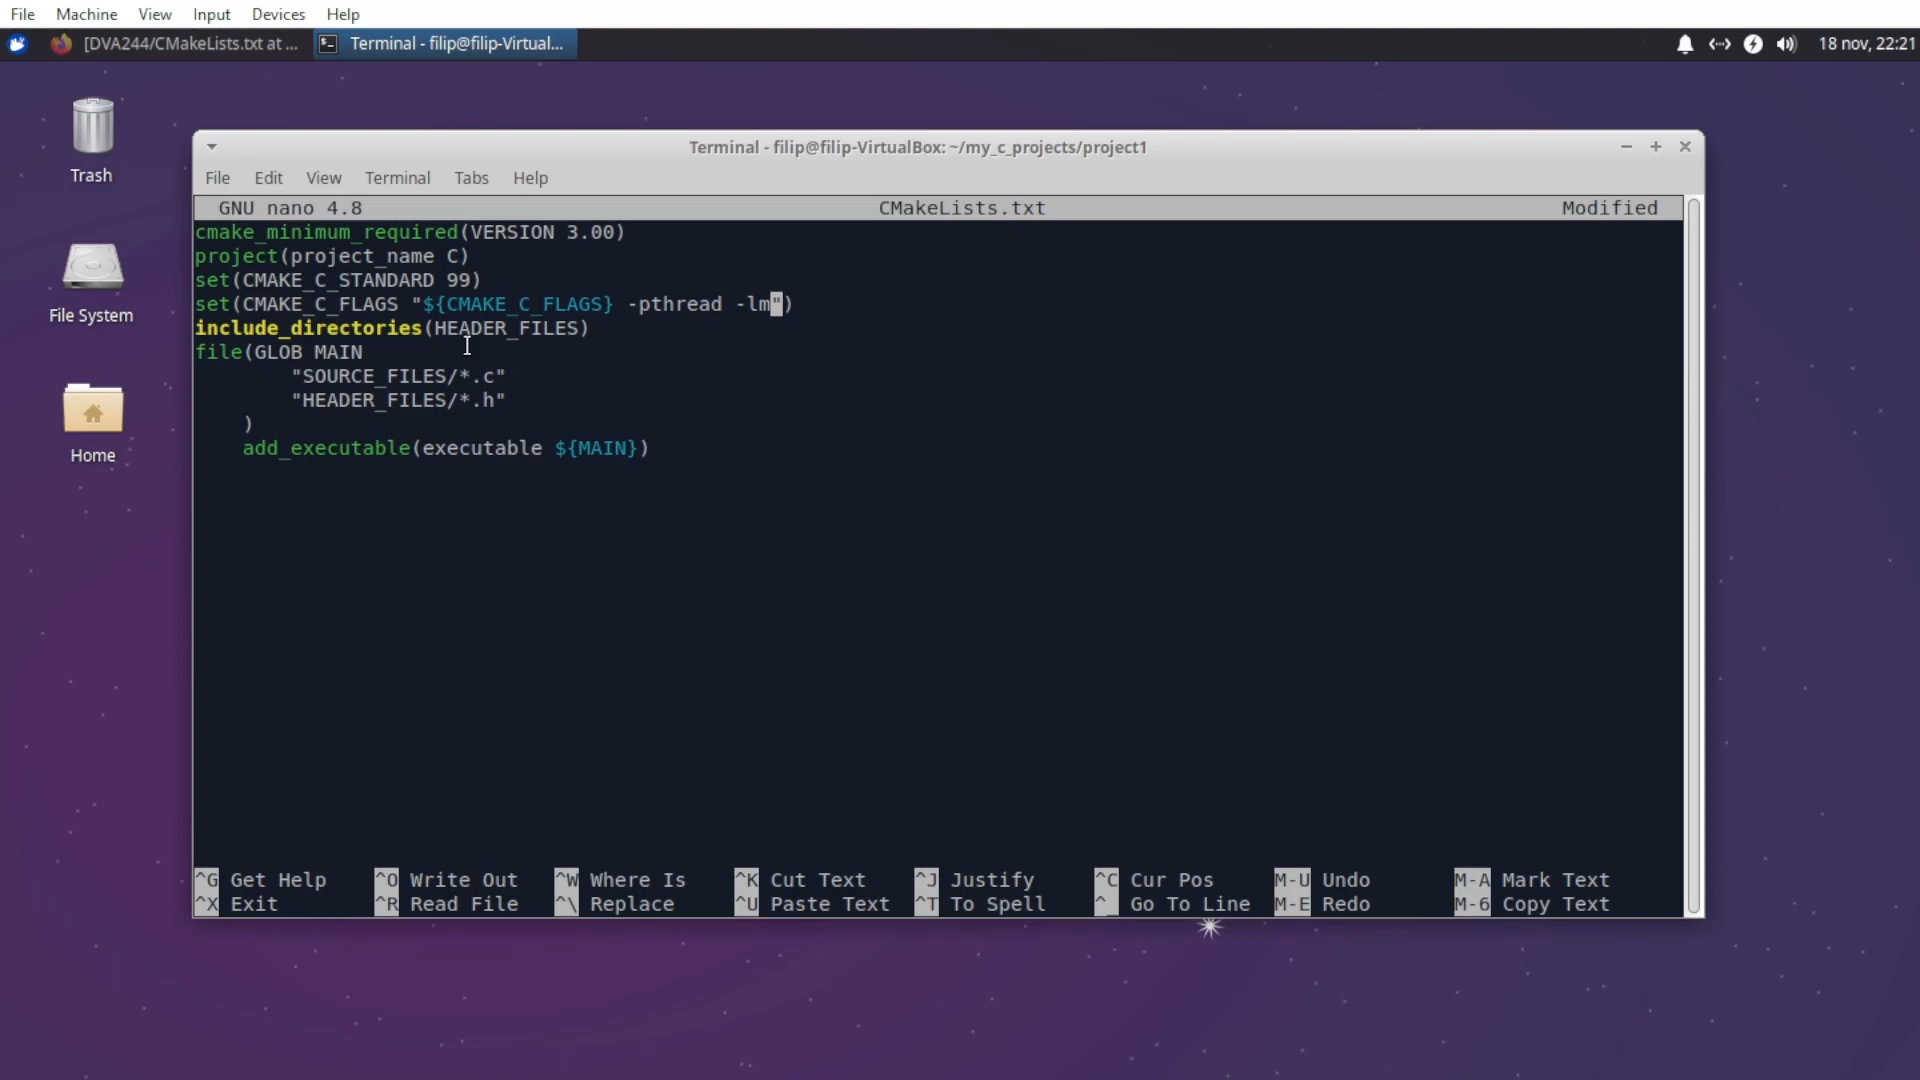 File Machine View Input Devices Help
[DVA244/CMakeLists.txt at ... Terminal - filip@filip-Virtual... 18 nov, 22:21
Trash
File System
Home
Terminal - filip@filip-VirtualBox: ~/my_c_projects/project1
File Edit View Terminal Tabs Help
GNU nano 4.8 CMakeLists.txt Modified
cmake_minimum_required(VERSION 3.00)
project(project_name C)
set(CMAKE_C_STANDARD 99)
set(CMAKE_C_FLAGS "${CMAKE_C_FLAGS} -pthread -lm")
include_directories(HEADER_FILES)
file(GLOB MAIN
"SOURCE_FILES/*.c"
"HEADER_FILES/*.h"
)
add_executable(executable ${MAIN})
^G Get Help ^O Write Out ^W Where Is ^K Cut Text ^J Justify ^C Cur Pos M-U Undo M-A Mark Text
^X Exit ^R Read File ^\ Replace ^U Paste Text ^T To Spell ^_ Go To Line M-E Redo M-6 Copy Text